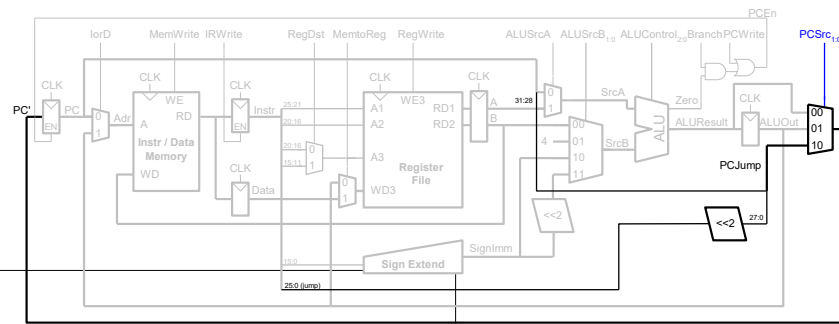 PCEn
IorD MemWrite IRWrite RegDst MemtoReg RegWrite ALUSrcA ALUSrcB1:0 ALUControl2:0 Branch PCWrite PCSrc1:0
CLK CLK CLK CLK CLK CLK
PC' PC EN
0 1 Adr
WE RD A
Instr / Data
Memory
WD
EN Instr
CLK
Data
25:21 A1
20:16 A2
20:16 0
15:11 1
A3
0 1 WD3
WE3 RD1 RD2
Register
File
A
B
31:28
0 1 SrcA
4
00 01 10 11 SrcB
ALU
Zero
ALUResult
CLK
ALUOut
00 01 10
PCJump
<<2
<<2 27:0
SignImm
15:0 Sign Extend
25:0 (jump)